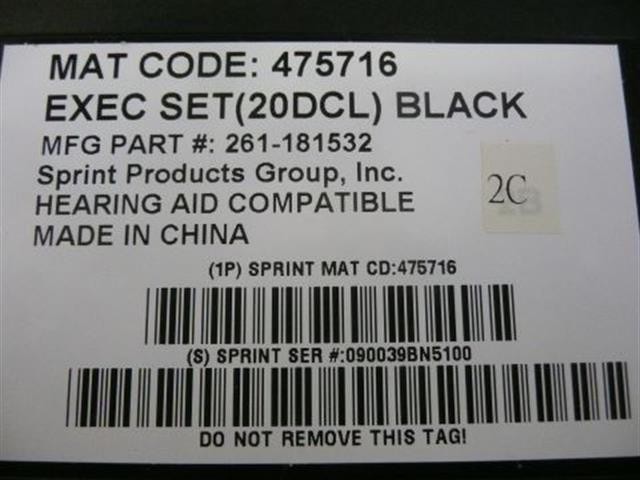 MAT CODE: 475716
EXEC SET(20DCL) BLACK
MFG PART #: 261-181532
Sprint Products Group, Inc.
HEARING AID COMPATIBLE
2C
MADE IN CHINA
(1P) SPRINT MAT CD:475716
(S) SPRINT SER #:090039BN5100
DO NOT REMOVE THIS TAG!